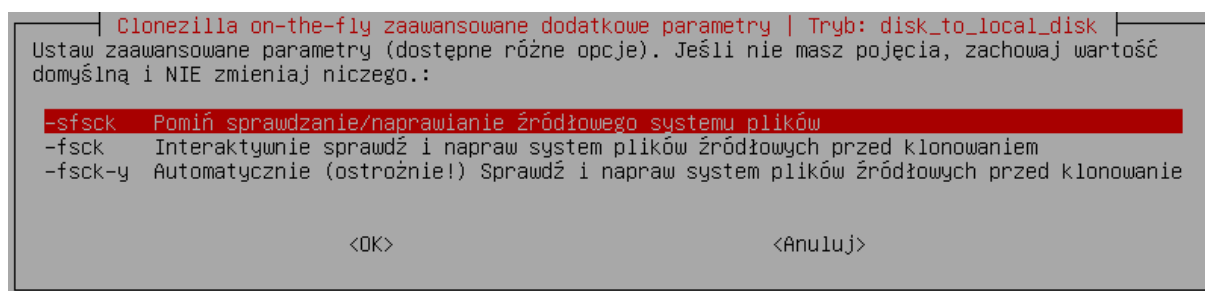 Clonezilla on-the-fly zaawansowane dodatkowe parametry | Tryb: disk_to_local_disk
Ustaw zaawansowane parametry (dostępne różne opcje). Jeśli nie masz pojęcia, zachowaj wartość
domyślną i NIE zmieniaj niczego.:
-sfsck Pomiń sprawdzanie/naprawianie źródłowego systemu plików
-fsck Interaktywnie sprawdź i napraw system plików źródłowych przed klonowaniem
-fsck-y Automatycznie (ostrożnie!) Sprawdź i napraw system plików źródłowych przed klonowanie
<OK> <Anuluj>